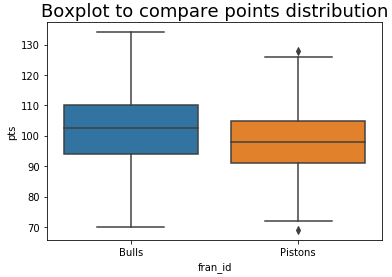 Boxplot to compare points distribution
130
120
110
100
90
80
70
pts
Bulls
Pistons
fran_id